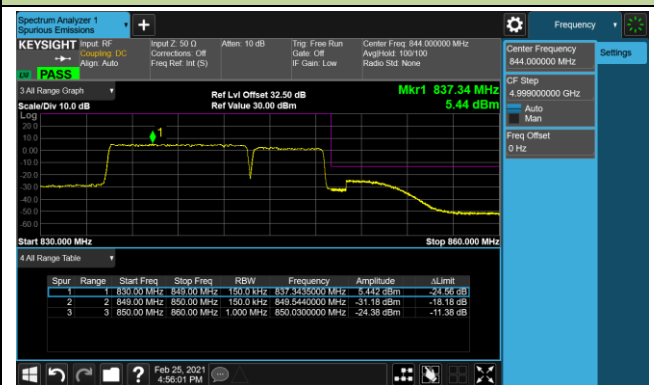 Spectrum Analyzer 1
Spurious Emissions
Frequency
KEYSIGHT Input: RF Input Z: 50 Ω Atten: 10 dB Trig: Free Run Center Freq: 844.000000 MHz
Coupling: DC Corrections: Off Gate: Off Avg|Hold: 100/100
Align: Auto Freq Ref: Int (S) IF Gain: Low Radio Std: None
LXI PASS
Center Frequency
844.000000 MHz
Settings
CF Step
4.999000000 GHz
Auto
Man
Freq Offset
0 Hz
3 All Range Graph
Ref Lvl Offset 32.50 dB
Mkr1 837.34 MHz
Scale/Div 10.0 dB
Ref Value 30.00 dBm
5.44 dBm
Log
20.0
10.0
0.00
-10.0
-20.0
-30.0
-40.0
-50.0
-60.0
1
Start 830.000 MHz
Stop 860.000 MHz
4 All Range Table
Spur Range Start Freq Stop Freq RBW Frequency Amplitude ΔLimit
1 1 830.00 MHz 849.00 MHz 150.0 kHz 837.3435000 MHz 5.442 dBm -24.56 dB
2 2 849.00 MHz 850.00 MHz 150.0 kHz 849.5440000 MHz -31.18 dBm -18.18 dB
3 3 850.00 MHz 860.00 MHz 1.000 MHz 850.0300000 MHz -24.38 dBm -11.38 dB
Feb 25, 2021
4:56:01 PM